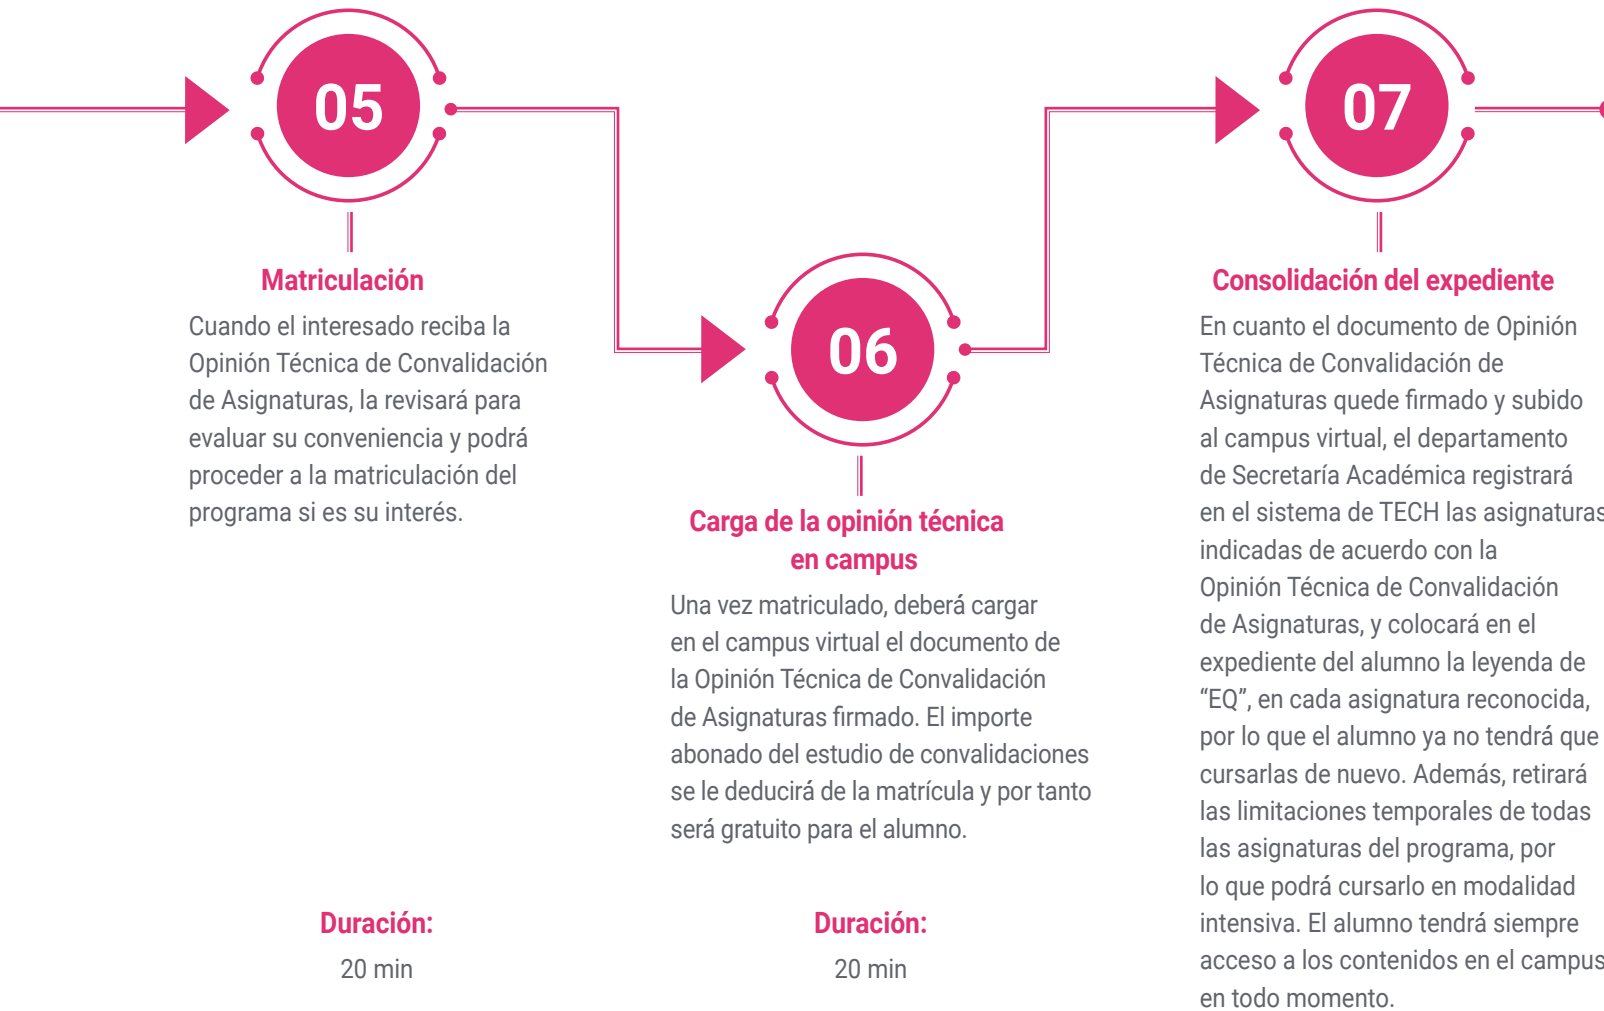 05
Matriculación
Cuando el interesado reciba la
Opinión Técnica de Convalidación
de Asignaturas, la revisará para
evaluar su conveniencia y podrá
proceder a la matriculación del
programa si es su interés.
Duración:
20 min
06
Carga de la opinión técnica
en campus
Una vez matriculado, deberá cargar
en el campus virtual el documento de
la Opinión Técnica de Convalidación
de Asignaturas firmado. El importe
abonado del estudio de convalidaciones
se le deducirá de la matrícula y por tanto
será gratuito para el alumno.
Duración:
20 min
07
Consolidación del expediente
En cuanto el documento de Opinión
Técnica de Convalidación de
Asignaturas quede firmado y subido
al campus virtual, el departamento
de Secretaría Académica registrará
en el sistema de TECH las asignaturas
indicadas de acuerdo con la
Opinión Técnica de Convalidación
de Asignaturas, y colocará en el
expediente del alumno la leyenda de
“EQ”, en cada asignatura reconocida,
por lo que el alumno ya no tendrá que
cursarlas de nuevo. Además, retirará
las limitaciones temporales de todas
las asignaturas del programa, por
lo que podrá cursarlo en modalidad
intensiva. El alumno tendrá siempre
acceso a los contenidos en el campus
en todo momento.